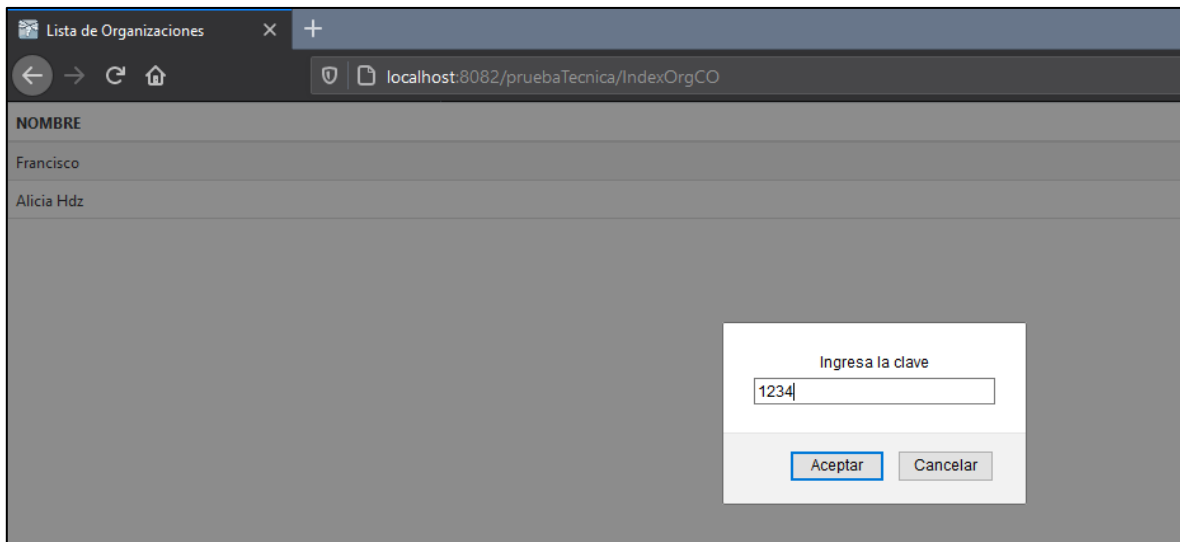 Lista de Organizaciones
localhost:8082/pruebaTecnica/IndexOrgCO
NOMBRE
Francisco
Alicia Hdz
Ingresa la clave
1234
Aceptar Cancelar